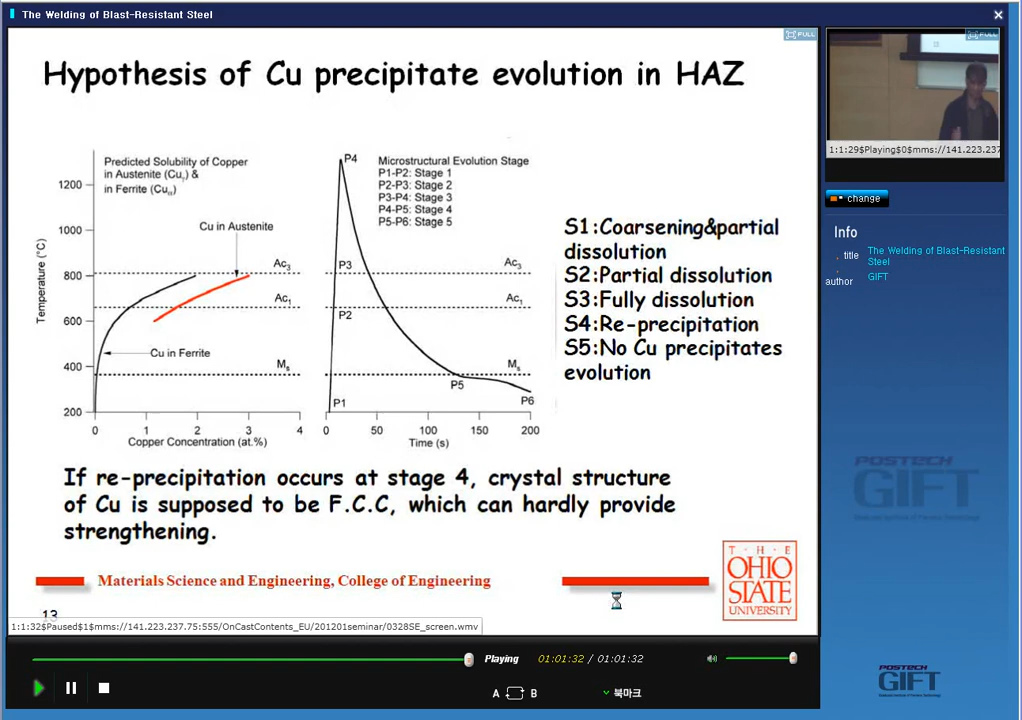 The Welding of Blast-Resistant Steel
FULL
Hypothesis of Cu precipitate evolution in HAZ
Predicted Solubility of Copper
in Austenite (Cuγ) &
in Ferrite (Cuα)
Cu in Austenite
Ac3
Ac1
Cu in Ferrite
Ms
Temperature (°C)
1200
1000
800
600
400
200
0 1 2 3 4
Copper Concentration (at.%)
P4
Microstructural Evolution Stage
P1-P2: Stage 1
P2-P3: Stage 2
P3-P4: Stage 3
P4-P5: Stage 4
P5-P6: Stage 5
P3
Ac3
Ac1
P2
Ms
P5
P1
P6
0 50 100 150 200
Time (s)
S1:Coarsening&partial
dissolution
S2:Partial dissolution
S3:Fully dissolution
S4:Re-precipitation
S5:No Cu precipitates
evolution
If re-precipitation occurs at stage 4, crystal structure
of Cu is supposed to be F.C.C, which can hardly provide
strengthening.
Materials Science and Engineering, College of Engineering
T · H · E
OHIO
STATE
UNIVERSITY
13
1:1:32$Paused$1$mms://141.223.237.75:555/OnCastContents_EU/201201seminar/0328SE_screen.wmv
Playing
01:01:32 / 01:01:32
A B
북마크
FULL
1:1:29$Playing$0$mms://141.223.237
change
Info
title
The Welding of Blast-Resistant
Steel
author
GIFT
POSTECH
GIFT
POSTECH
GIFT